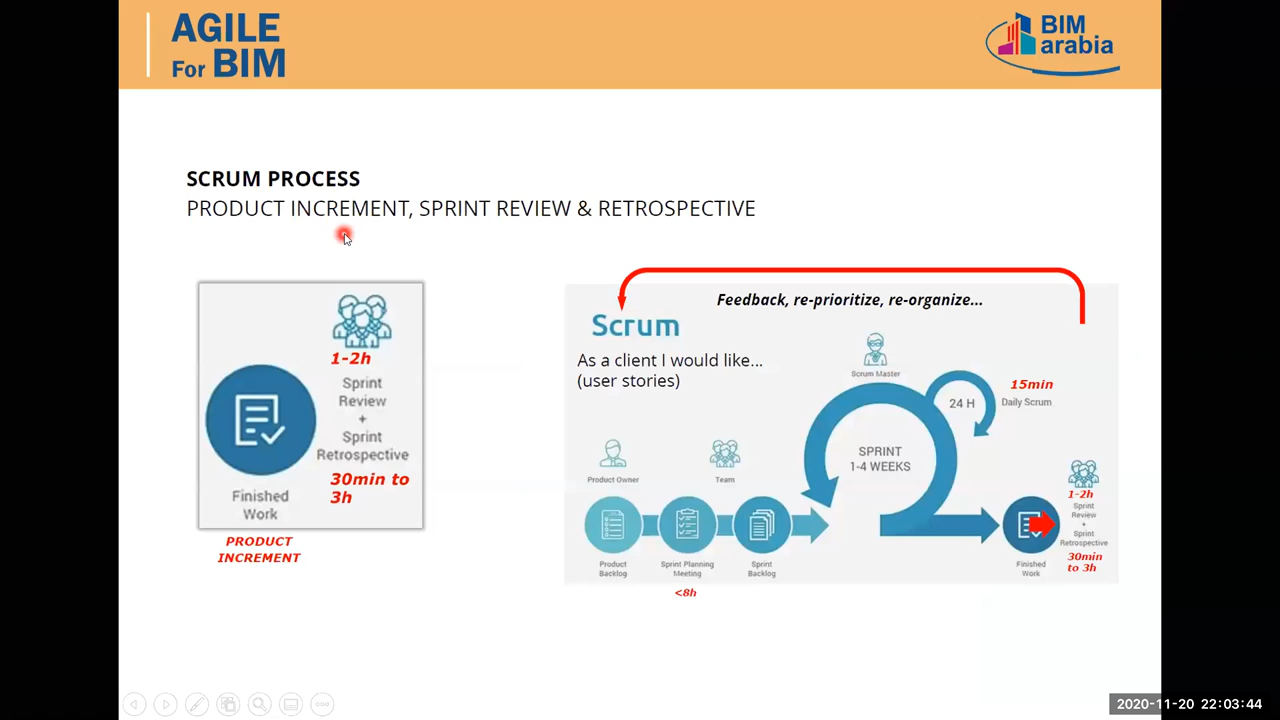 AGILE
For BIM
BIM
arabia
SCRUM PROCESS
PRODUCT INCREMENT, SPRINT REVIEW & RETROSPECTIVE
1-2h
Sprint
Review
+
Sprint
Retrospective
30min to
3h
Finished
Work
PRODUCT
INCREMENT
Feedback, re-prioritize, re-organize...
Scrum
As a client I would like...
(user stories)
Scrum Master
15min
24 H
Daily Scrum
SPRINT
1-4 WEEKS
Product Owner
Team
1-2h
Sprint
Review
+
Sprint
Retrospective
30min
to 3h
Product
Backlog
Sprint Planning
Meeting
Sprint
Backlog
Finished
Work
<8h
2020-11-20 22:03:44